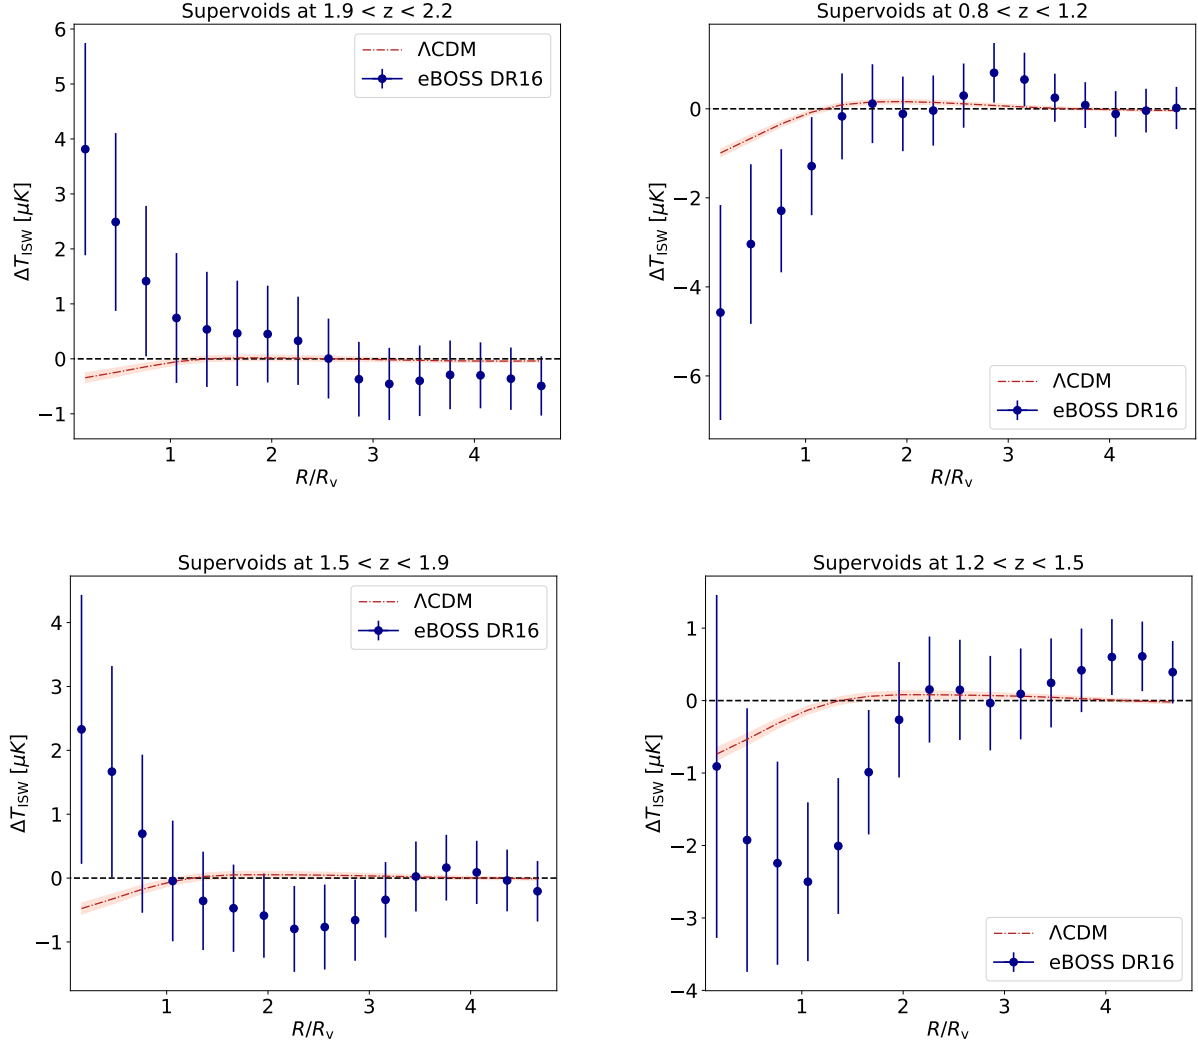 Supervoids at 1.9 < z < 2.2
6
5
4
3
2
1
0
−1
ΔT_ISW [μK]
ΛCDM
eBOSS DR16
1 2 3 4
R/R_v
Supervoids at 0.8 < z < 1.2
0
−2
−4
−6
ΔT_ISW [μK]
ΛCDM
eBOSS DR16
1 2 3 4
R/R_v
Supervoids at 1.5 < z < 1.9
4
3
2
1
0
−1
ΔT_ISW [μK]
ΛCDM
eBOSS DR16
1 2 3 4
R/R_v
Supervoids at 1.2 < z < 1.5
1
0
−1
−2
−3
−4
ΔT_ISW [μK]
ΛCDM
eBOSS DR16
1 2 3 4
R/R_v